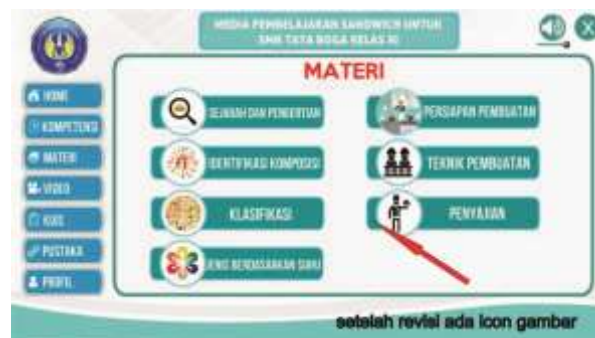 MEDIA PEMBELAJARAN SANDWICH UNTUK
SMK TATA BOGA KELAS XI
MATERI
HOME
KOMPETENSI
MATERI
VIDEO
KUIS
PUSTAKA
PROFIL
SEJARAH DAN PENGERTIAN
IDENTIFIKASI KOMPOSISI
KLASIFIKASI
JENIS BERDASARKAN SUHU
PERSIAPAN PEMBUATAN
TEKNIK PEMBUATAN
PENYAJIAN
setelah revisi ada icon gambar